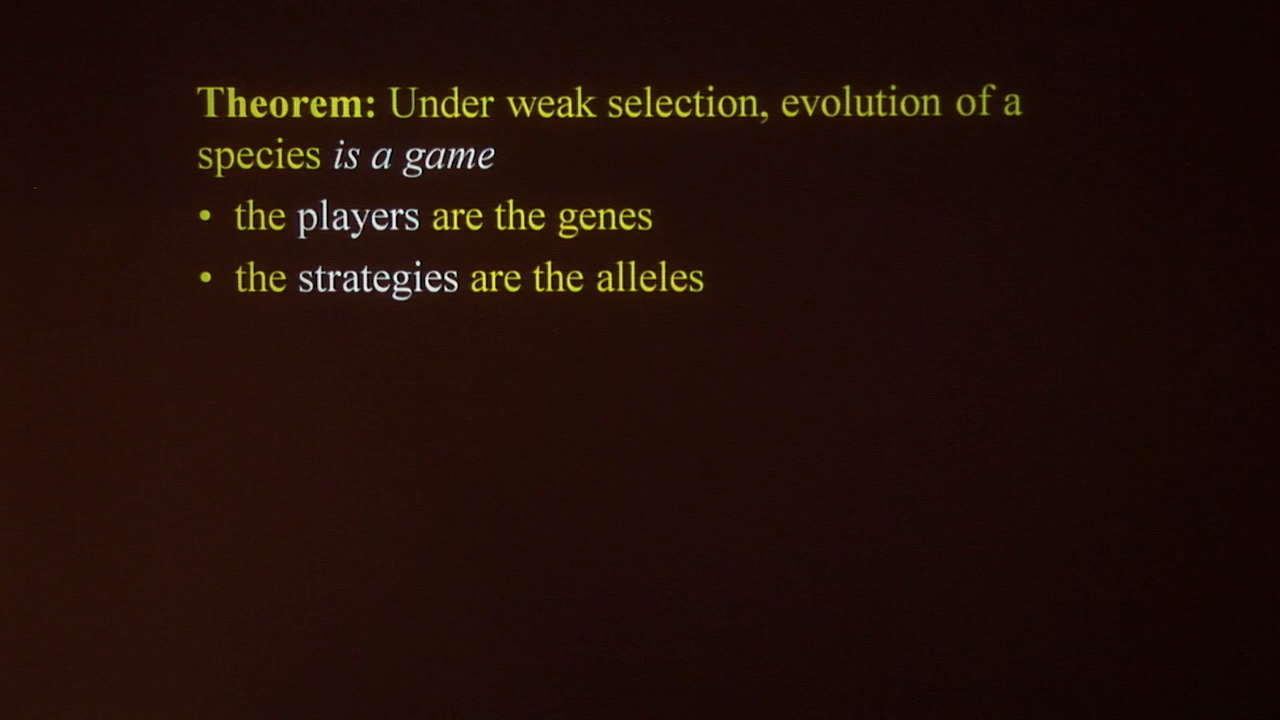 Theorem: Under weak selection, evolution of a
species is a game
• the players are the genes
• the strategies are the alleles